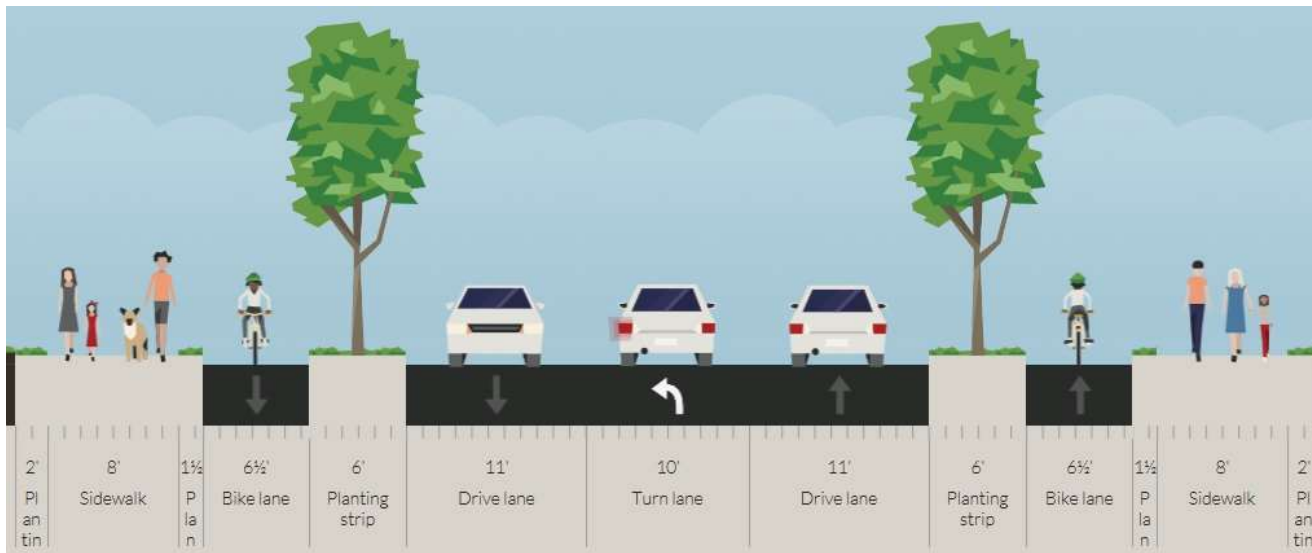 2' 8' 1½ 6½' 6' 11' 10' 11' 6' 6½' 1½ 8' 2'
Pl Sidewalk P Bike lane Planting Drive lane Turn lane Drive lane Planting Bike lane P Sidewalk Pl
an la strip strip la an
tin n n tin